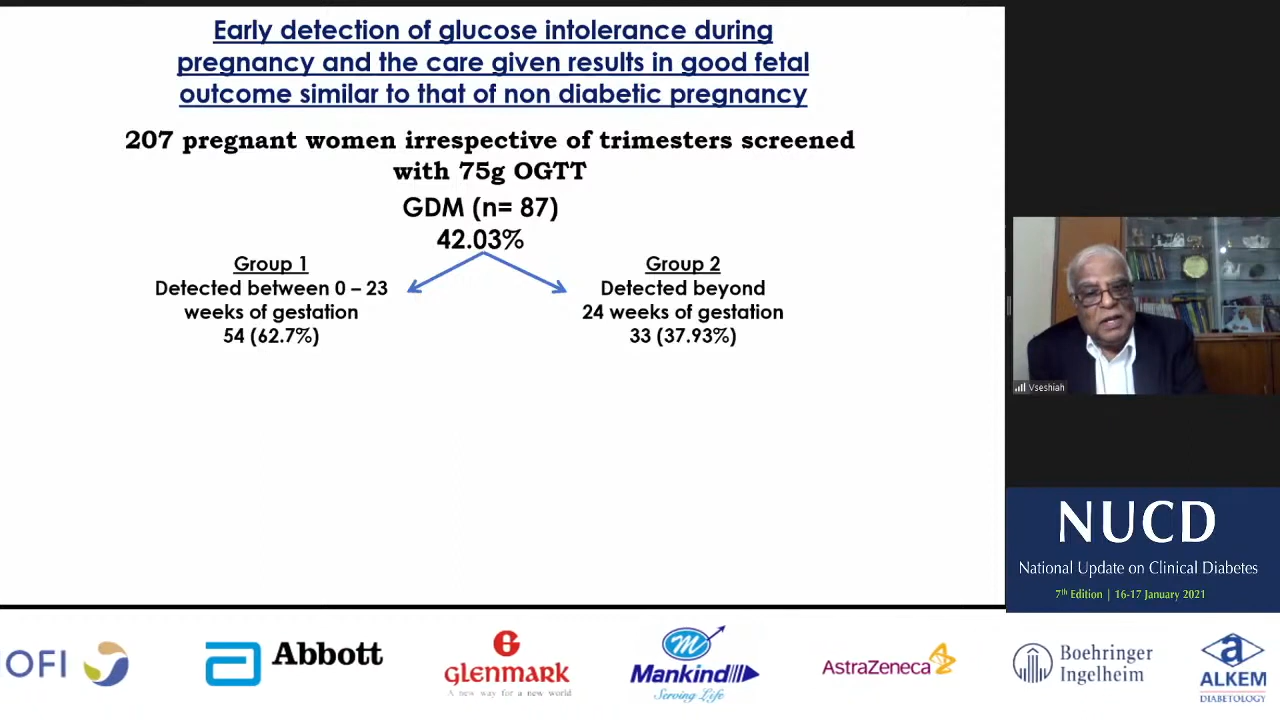 Early detection of glucose intolerance during
pregnancy and the care given results in good fetal
outcome similar to that of non diabetic pregnancy
207 pregnant women irrespective of trimesters screened
with 75g OGTT
GDM (n= 87)
42.03%
Group 1
Detected between 0 – 23
weeks of gestation
54 (62.7%)
Group 2
Detected beyond
24 weeks of gestation
33 (37.93%)
Vseshiah
NUCD
National Update on Clinical Diabetes
7th Edition | 16-17 January 2021
OFI
Abbott
G
GLENMARK
A new way for a new world
M
Mankind
Serving Life
AstraZeneca
Boehringer
Ingelheim
a
ALKEM
DIABETOLOGY